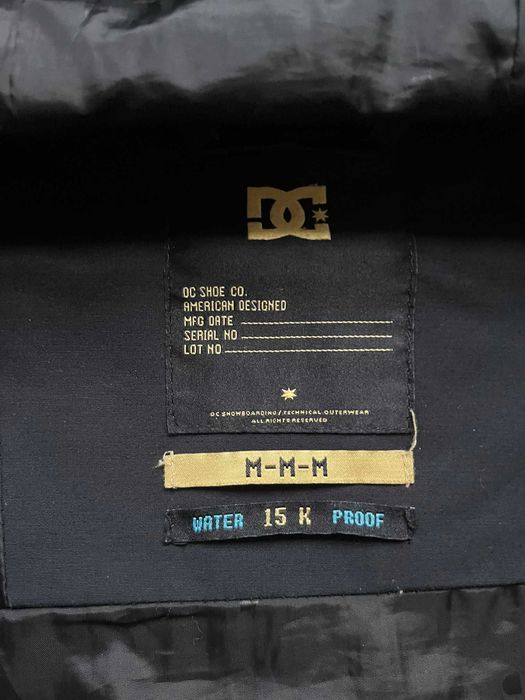 DC
DC SHOE CO.
AMERICAN DESIGNED
MFG DATE
SERIAL NO
LOT NO
DC SNOWBOARDING / TECHNICAL OUTERWEAR
ALL RIGHTS RESERVED
M-M-M
WATER 15 K PROOF